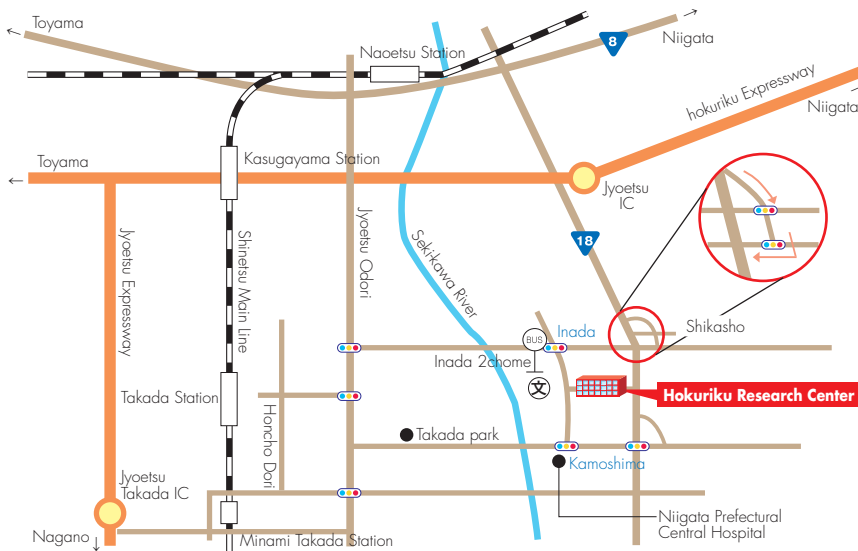 Toyama
Naoetsu Station
8
Niigata
hokuriku Expressway
Niigata
Toyama
Kasugayama Station
Jyoetsu
IC
Jyoetsu Expressway
Shinetsu Main Line
Jyoetsu Odori
Seki-kawa River
18
Shikasho
BUS
Inada
Inada 2chome
文
Hokuriku Research Center
Takada Station
Honcho Dori
Takada park
Kamoshima
Jyoetsu
Takada IC
Nagano
Minami Takada Station
Niigata Prefectural
Central Hospital